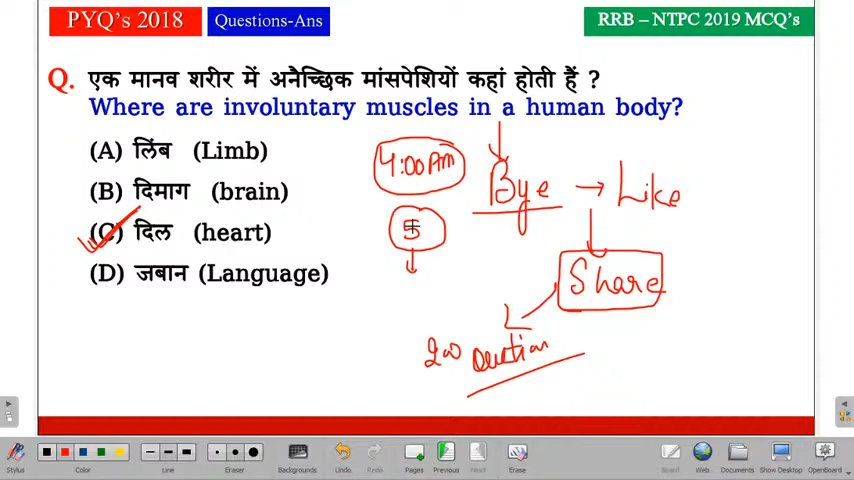 PYQ's 2018
Questions-Ans
RRB – NTPC 2019 MCQ's
Q. एक मानव शरीर में अनैच्छिक मांसपेशियों कहां होती हैं ?
Where are involuntary muscles in a human body?
(A) लिंब (Limb)
(B) दिमाग (brain)
(C) दिल (heart)
(D) जबान (Language)
4:00 AM
Bye → Like
5
Share
200 Question
Stylus
Color
Line
Eraser
Backgrounds
Undo
Redo
Pages
Previous
Next
Erase
Board
Web
Documents
Show Desktop
OpenBoard